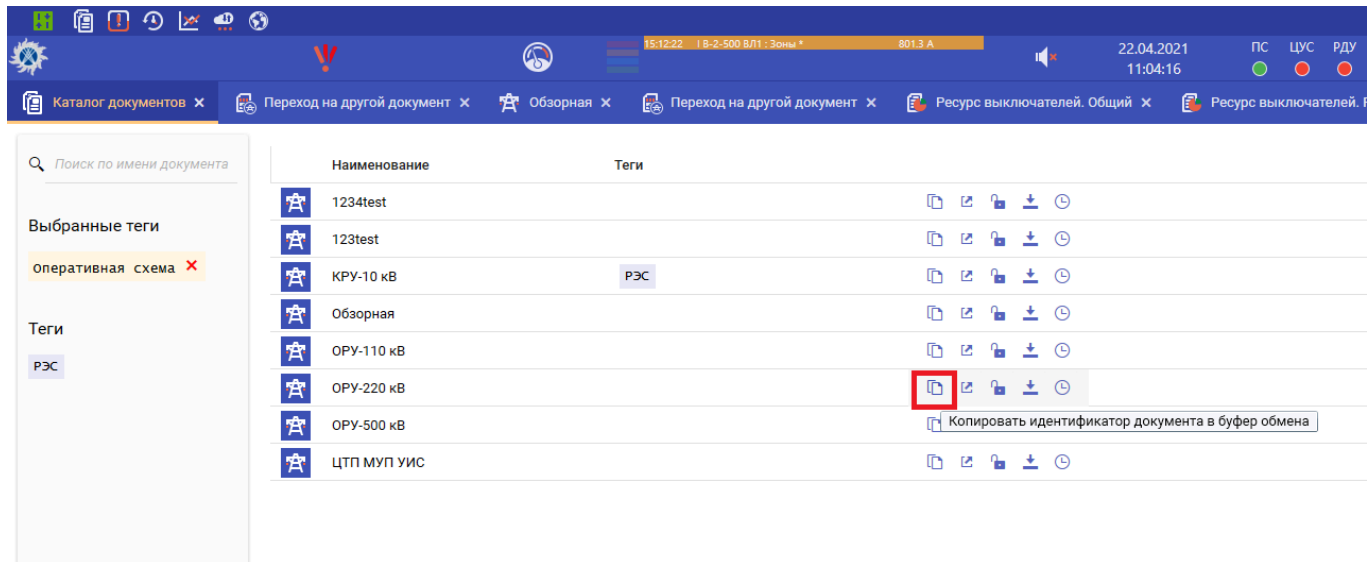 15:12:22 I В-2-500 ВЛ1 : Зоны * 801.3 А
22.04.2021
11:04:16
ПС ЦУС РДУ
Каталог документов × Переход на другой документ × Обзорная × Переход на другой документ × Ресурс выключателей. Общий × Ресурс выключателей.
Поиск по имени документа
Наименование Теги
1234test
Выбранные теги
123test
Оперативная схема ×
КРУ-10 кВ РЭС
Обзорная
Теги
ОРУ-110 кВ
РЭС
ОРУ-220 кВ
Копировать идентификатор документа в буфер обмена
ОРУ-500 кВ
ЦТП МУП УИС